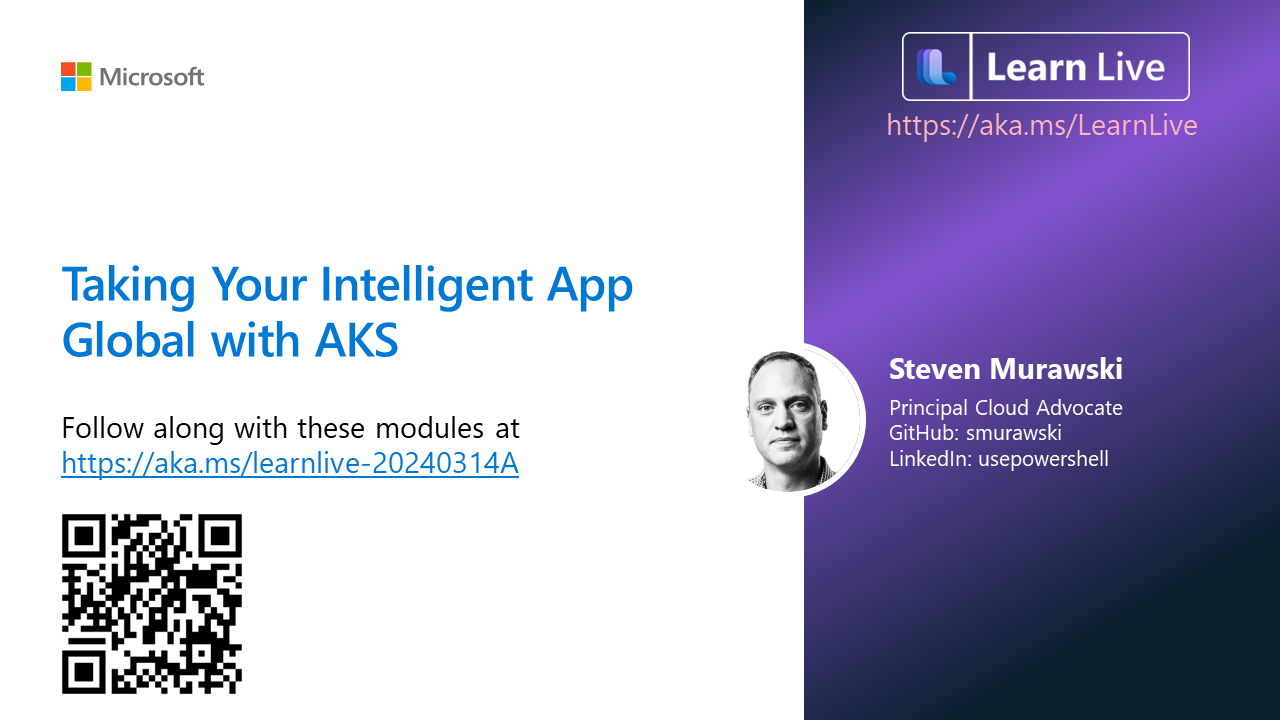 Microsoft
Learn Live
https://aka.ms/LearnLive
Taking Your Intelligent App
Global with AKS
Follow along with these modules at
https://aka.ms/learnlive-20240314A
Steven Murawski
Principal Cloud Advocate
GitHub: smurawski
LinkedIn: usepowershell